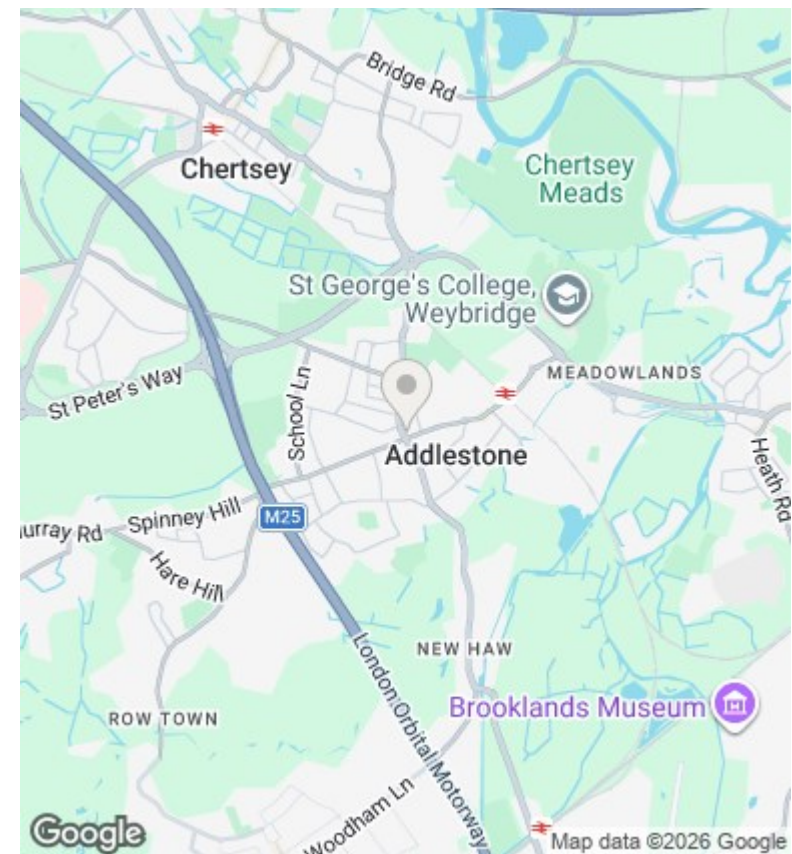 Bridge Rd
Chertsey
Chertsey
Meads
St George's College,
Weybridge
MEADOWLANDS
St Peter's Way
School Ln
Addlestone
Heath Rd
M25
Spinney Hill
urray Rd
Hare Hill
NEW HAW
London Orbital Motorway
Brooklands Museum
ROW TOWN
Woodham Ln
Google
Map data ©2026 Google